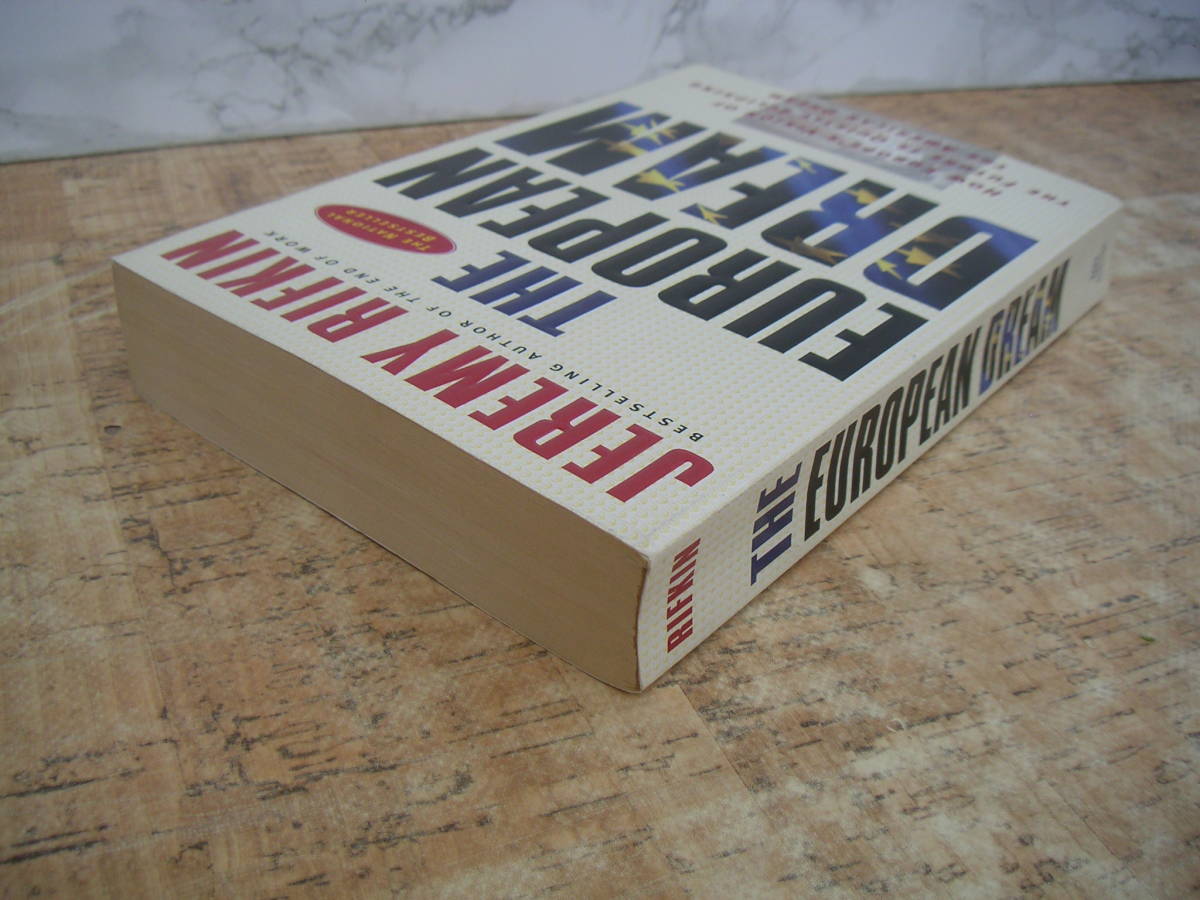 JEREMY RIFKIN
BESTSELLING AUTHOR OF THE END OF WORK
THE NATIONAL
BESTSELLER
THE
EUROPEAN
DREAM
RIFKIN
THE EUROPEAN DREAM